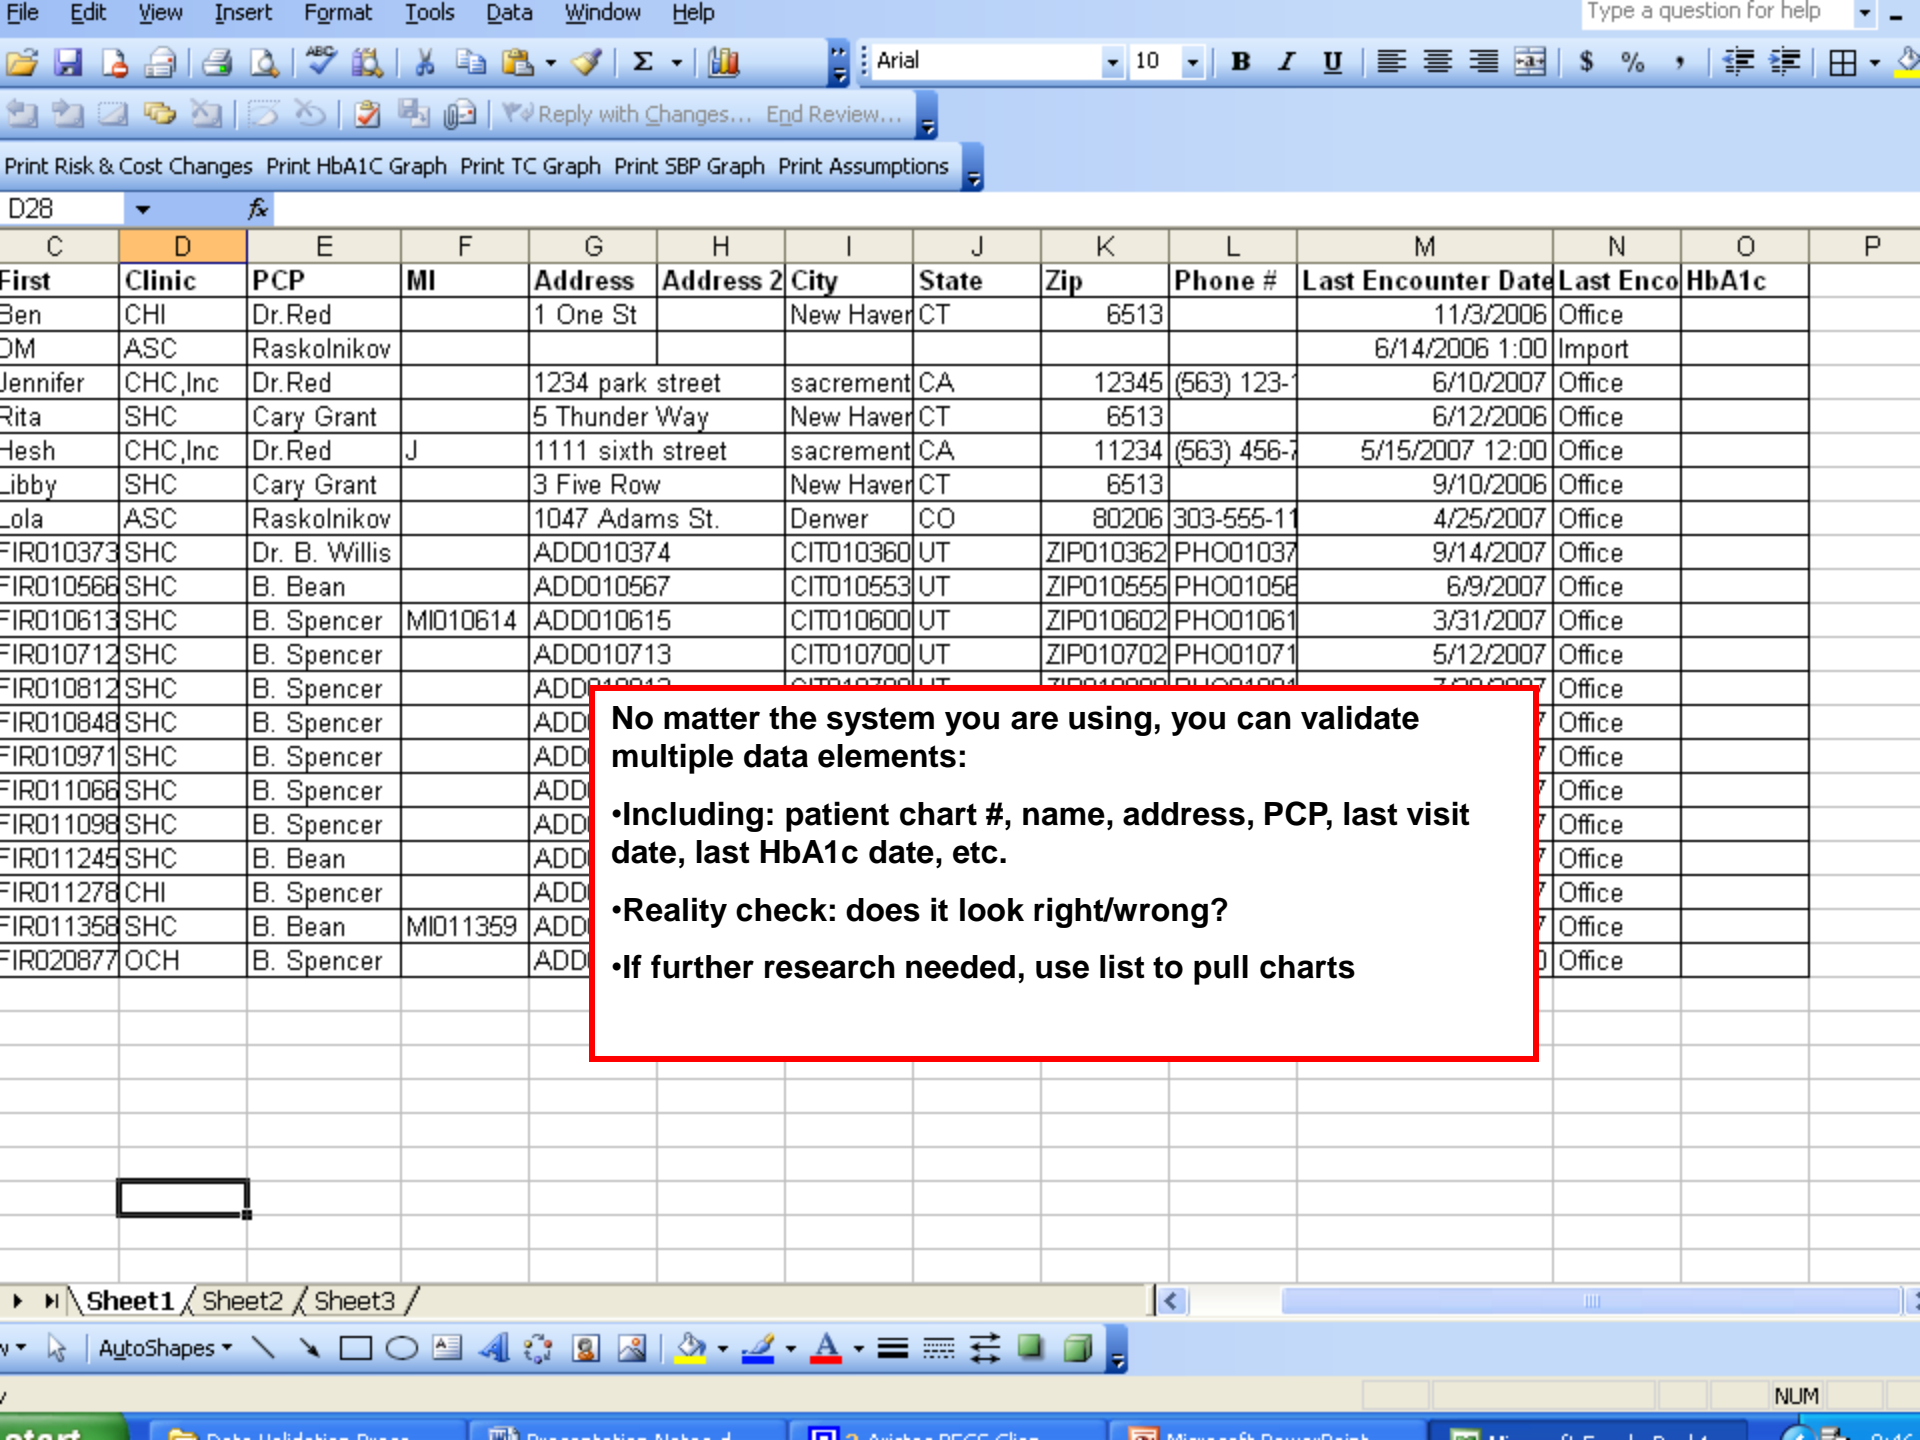 File Edit View Insert Format Tools Data Window Help Type a question for help
Arial 10 B I U $ % ,
Reply with Changes... End Review...
Print Risk & Cost Changes Print HbA1C Graph Print TC Graph Print SBP Graph Print Assumptions
D28 fx
C D E F G H I J K L M N O P
First Clinic PCP MI Address Address 2 City State Zip Phone # Last Encounter Date Last Enco HbA1c
Ben CHI Dr.Red 1 One St New Haven CT 6513 11/3/2006 Office
DM ASC Raskolnikov 6/14/2006 1:00 Import
Jennifer CHC,Inc Dr.Red 1234 park street sacrement CA 12345 (563) 123- 6/10/2007 Office
Rita SHC Cary Grant 5 Thunder Way New Haven CT 6513 6/12/2006 Office
Hesh CHC,Inc Dr.Red J 1111 sixth street sacrement CA 11234 (563) 456-7 5/15/2007 12:00 Office
Libby SHC Cary Grant 3 Five Row New Haven CT 6513 9/10/2006 Office
Lola ASC Raskolnikov 1047 Adams St. Denver CO 80206 303-555-11 4/25/2007 Office
FIR010373 SHC Dr. B. Willis ADD010374 CIT010360 UT ZIP010362 PHO01037 9/14/2007 Office
FIR010566 SHC B. Bean ADD010567 CIT010553 UT ZIP010555 PHO01056 6/9/2007 Office
FIR010613 SHC B. Spencer MI010614 ADD010615 CIT010600 UT ZIP010602 PHO01061 3/31/2007 Office
FIR010712 SHC B. Spencer ADD010713 CIT010700 UT ZIP010702 PHO01071 5/12/2007 Office
FIR010812 SHC B. Spencer Office
FIR010848 SHC B. Spencer ADD Office
FIR010971 SHC B. Spencer ADD Office
FIR011066 SHC B. Spencer ADD Office
FIR011098 SHC B. Spencer ADD Office
FIR011245 SHC B. Bean ADD Office
FIR011278 CHI B. Spencer ADD Office
FIR011358 SHC B. Bean MI011359 ADD Office
FIR020877 OCH B. Spencer ADD Office
No matter the system you are using, you can validate
multiple data elements:
•Including: patient chart #, name, address, PCP, last visit
date, last HbA1c date, etc.
•Reality check: does it look right/wrong?
•If further research needed, use list to pull charts
Sheet1 Sheet2 Sheet3
AutoShapes
NUM